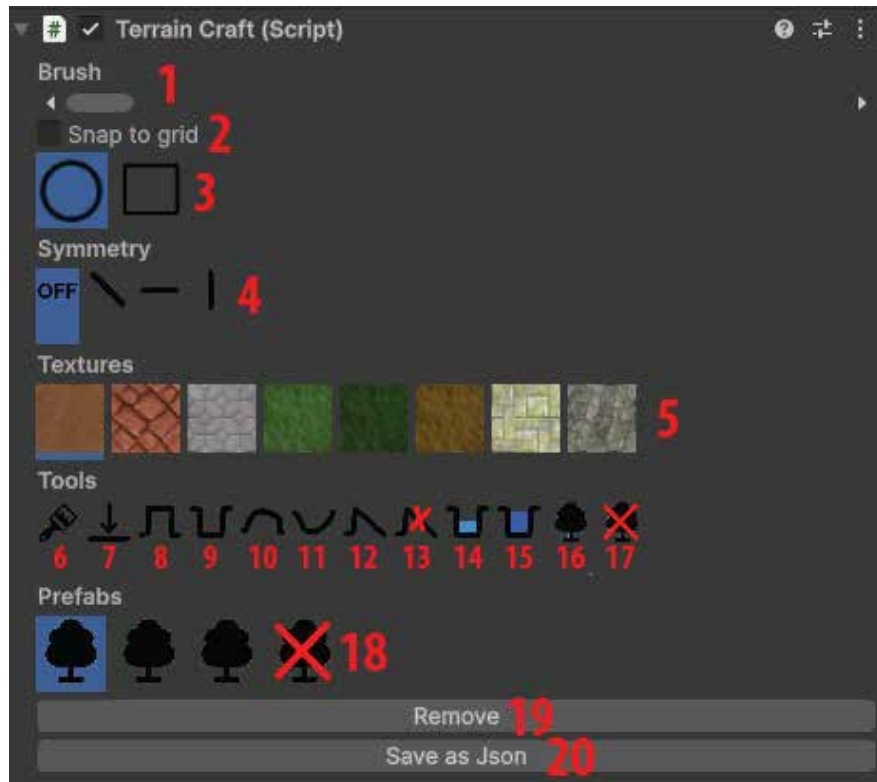 # Terrain Craft (Script)
Brush 1
Snap to grid 2
3
Symmetry
OFF 4
Textures
5
Tools
6 7 8 9 10 11 12 13 14 15 16 17
Prefabs
18
Remove 19
Save as Json 20